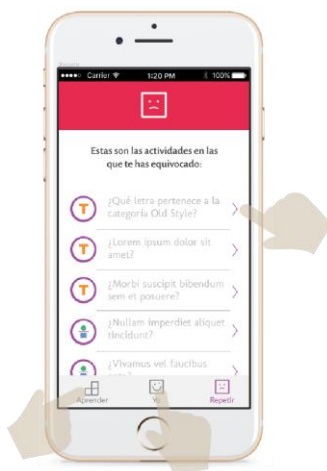 Carrier 1:20 PM 100%
Estas son las actividades en las
que te has equivocado:
T ¿Qué letra pertenece a la
categoría Old Style?
T ¿Lorem ipsum dolor sit
amet?
T ¿Morbi suscipit bibendum
sem et posuere?
¿Nullam imperdiet aliquet
tincidunt?
¿Vivamus vel faucibus
Aprender Yo Repetir